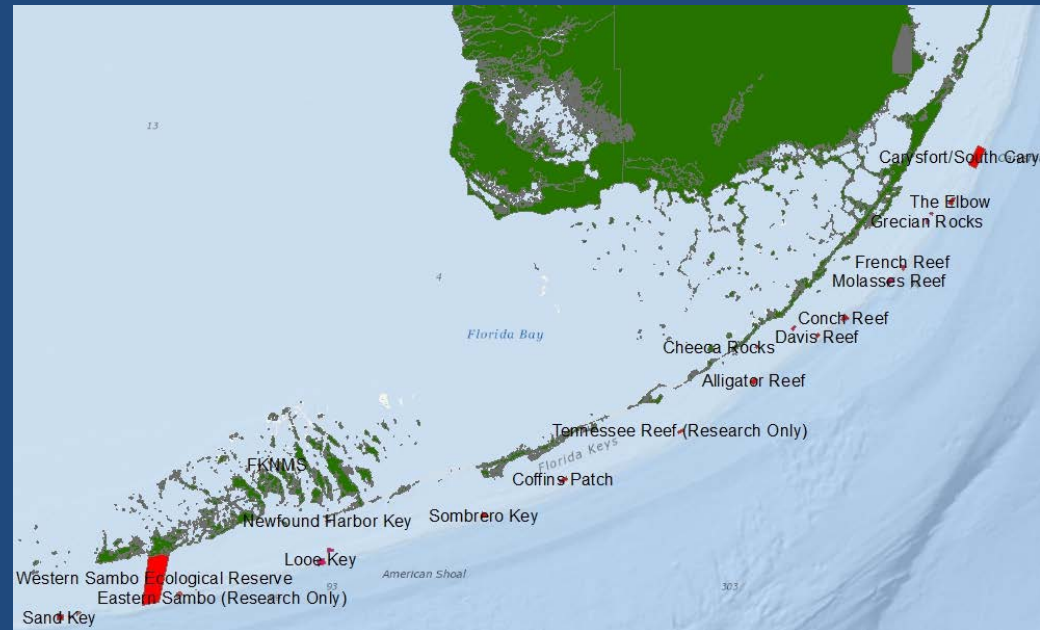 13
Carysfort/South Cary
The Elbow
Grecian Rocks
French Reef
Molasses Reef
4
Conch Reef
Florida Bay
Davis Reef
Cheeca Rocks
Alligator Reef
Tennessee Reef (Research Only)
Florida Keys
FKNMS
Coffins Patch
Newfound Harbor Key
Sombrero Key
Looe Key
American Shoal
Western Sambo Ecological Reserve
93
303
Eastern Sambo (Research Only)
Sand Key